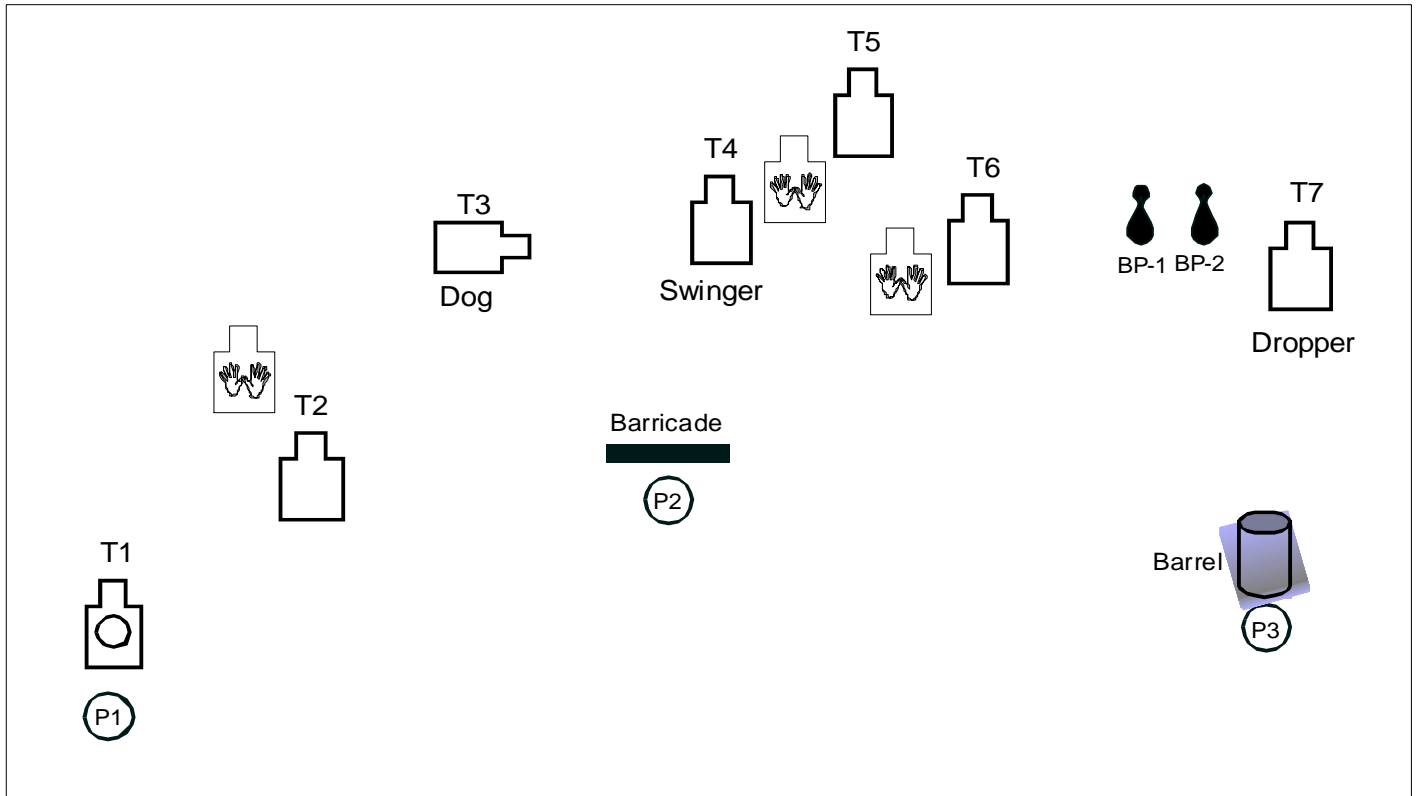 T5
T4
T6
T3
T7
BP-1 BP-2
Dog
Swinger
Dropper
T2
Barricade
P2
T1
Barrel
P3
P1